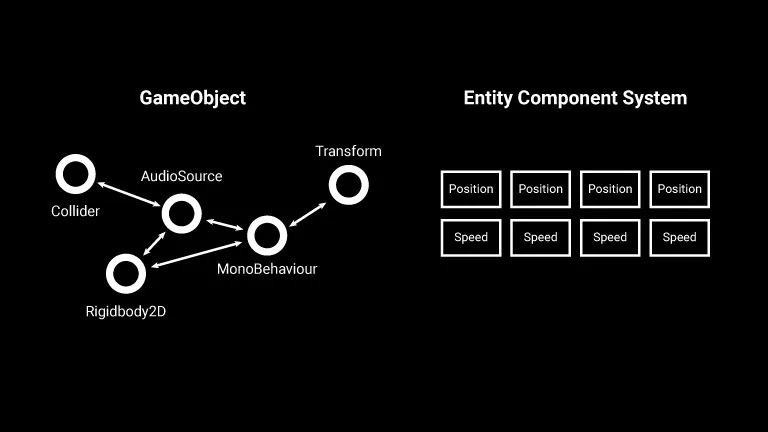 GameObject
Collider
AudioSource
Transform
MonoBehaviour
Rigidbody2D
Entity Component System
Position Position Position Position
Speed Speed Speed Speed